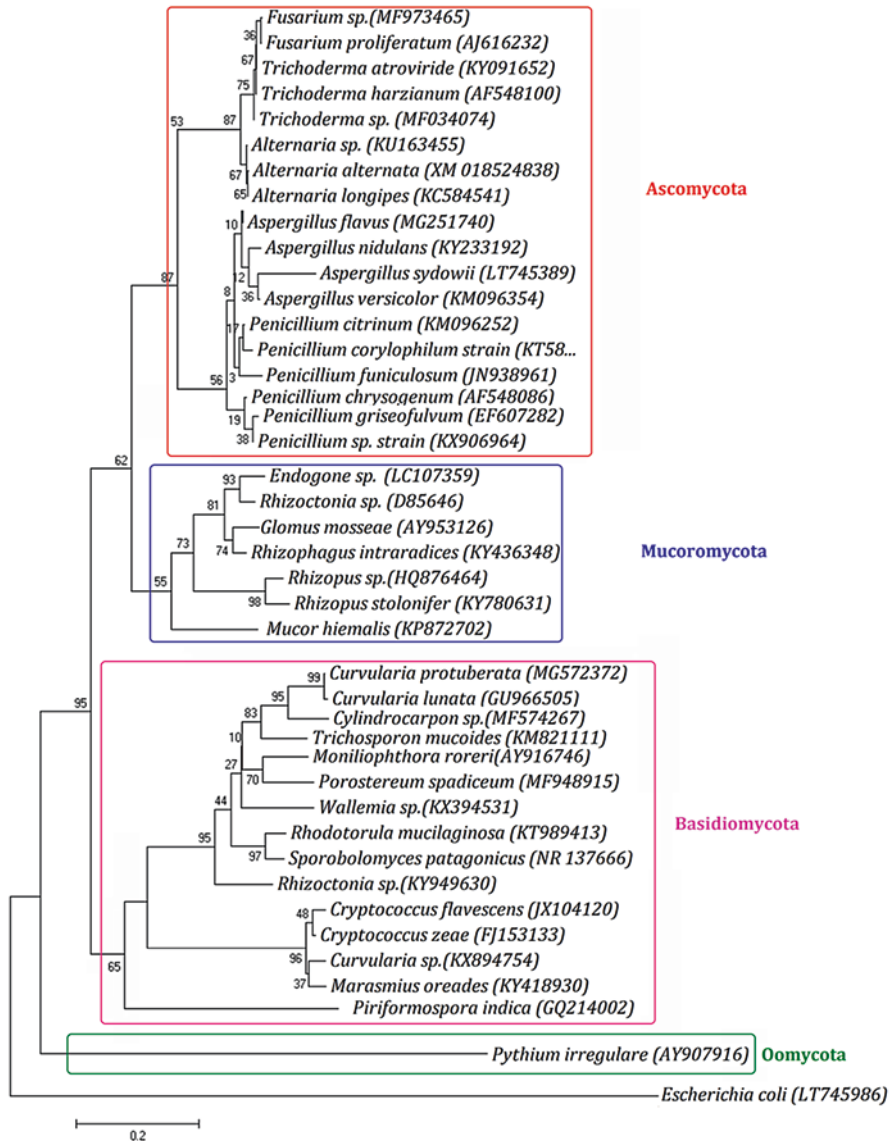 Fusarium sp.(MF973465)
36
Fusarium proliferatum (AJ616232)
67
Trichoderma atroviride (KY091652)
75
Trichoderma harzianum (AF548100)
53
87
Trichoderma sp. (MF034074)
Alternaria sp. (KU163455)
67
Alternaria alternata (XM 018524838)
65
Alternaria longipes (KC584541)
Ascomycota
10
Aspergillus flavus (MG251740)
Aspergillus nidulans (KY233192)
87
12
Aspergillus sydowii (LT745389)
8
36
Aspergillus versicolor (KM096354)
17
Penicillium citrinum (KM096252)
Penicillium corylophilum strain (KT58...
56
3
Penicillium funiculosum (JN938961)
Penicillium chrysogenum (AF548086)
19
Penicillium griseofulvum (EF607282)
38
Penicillium sp. strain (KX906964)
62
93
Endogone sp. (LC107359)
81
Rhizoctonia sp. (D85646)
Glomus mosseae (AY953126)
73
74
Rhizophagus intraradices (KY436348)
Mucoromycota
55
Rhizopus sp.(HQ876464)
98
Rhizopus stolonifer (KY780631)
Mucor hiemalis (KP872702)
99
Curvularia protuberata (MG572372)
95
95
Curvularia lunata (GU966505)
83
Cylindrocarpon sp.(MF574267)
10
Trichosporon mucoides (KM821111)
27
Moniliophthora roreri(AY916746)
70
Porostereum spadiceum (MF948915)
44
Wallemia sp.(KX394531)
Basidiomycota
95
Rhodotorula mucilaginosa (KT989413)
97
Sporobolomyces patagonicus (NR 137666)
Rhizoctonia sp.(KY949630)
48
Cryptococcus flavescens (JX104120)
Cryptococcus zeae (FJ153133)
65
96
Curvularia sp.(KX894754)
37
Marasmius oreades (KY418930)
Piriformospora indica (GQ214002)
Pythium irregulare (AY907916)
Oomycota
Escherichia coli (LT745986)
0.2